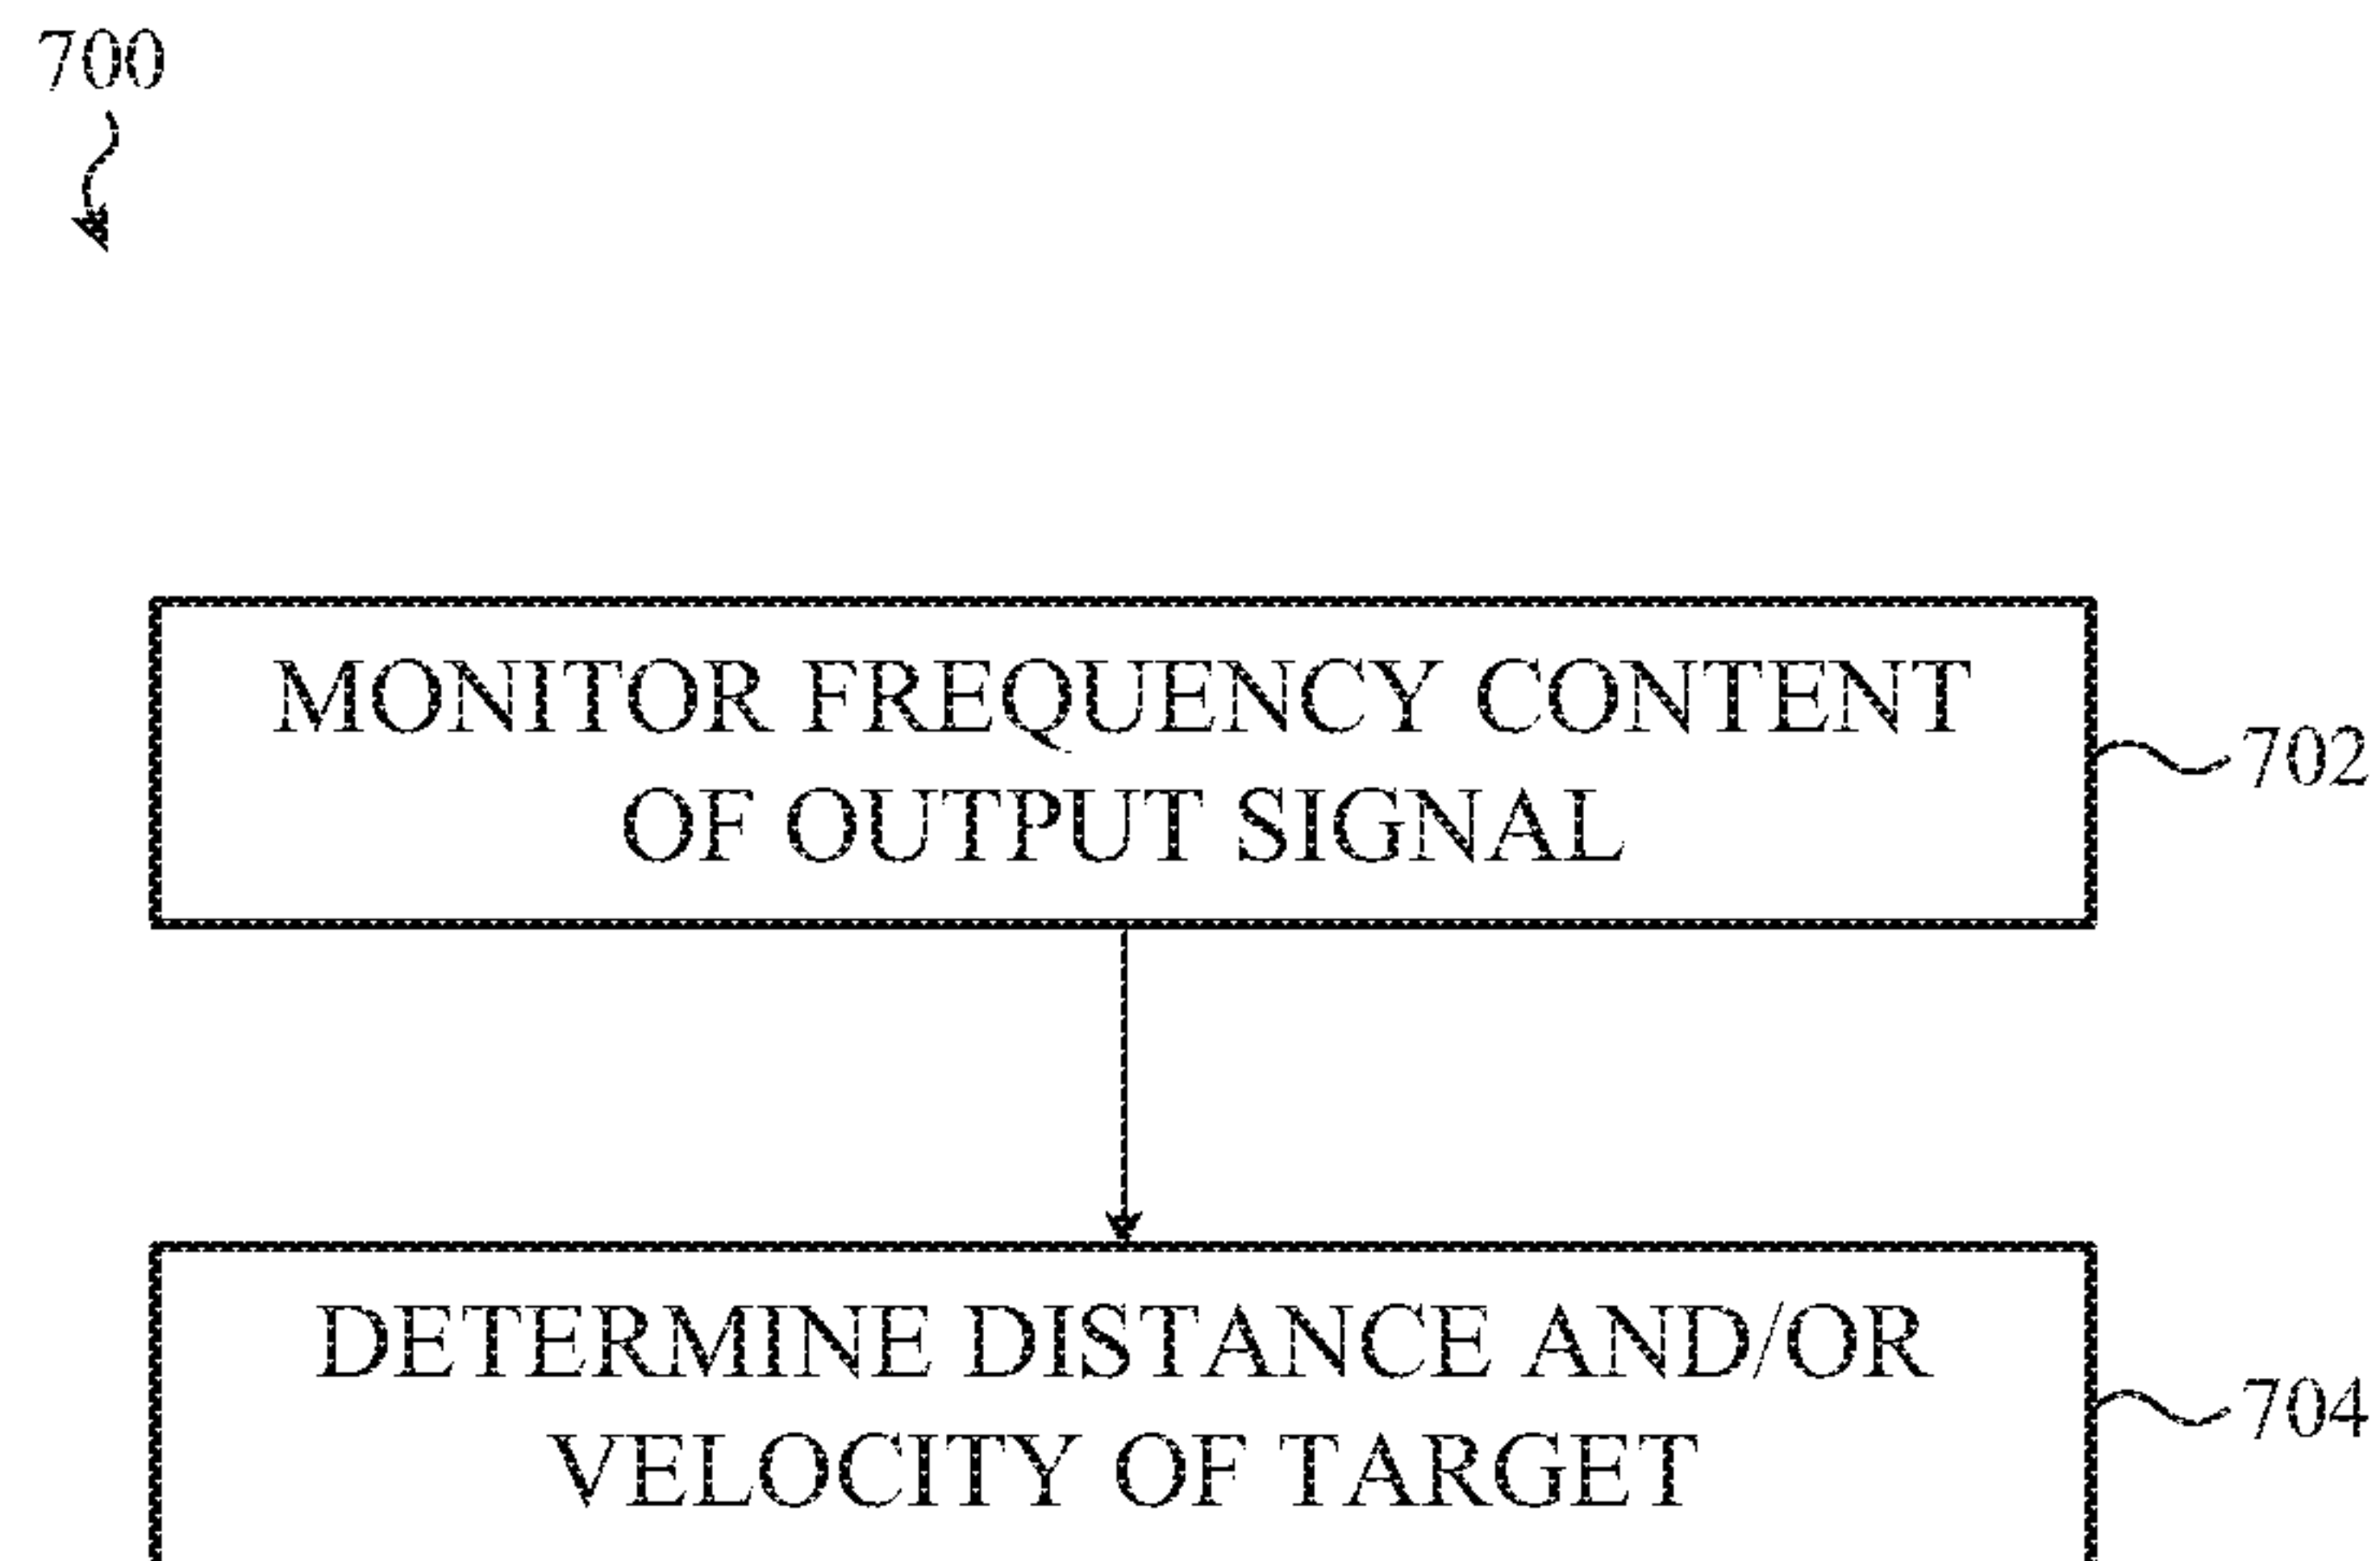 700
MONITOR FREQUENCY CONTENT
OF OUTPUT SIGNAL
702
DETERMINE DISTANCE AND/OR
VELOCITY OF TARGET
704